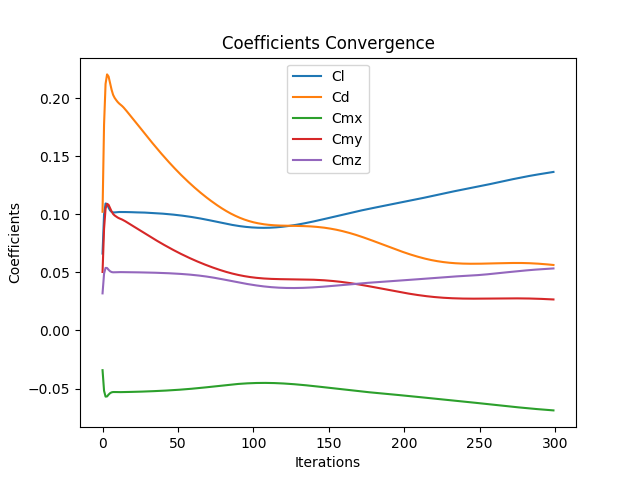 Coefficients Convergence
Cl
Cd
Cmx
Cmy
Cmz
Coefficients
0.20
0.15
0.10
0.05
0.00
−0.05
0
50
100
150
200
250
300
Iterations